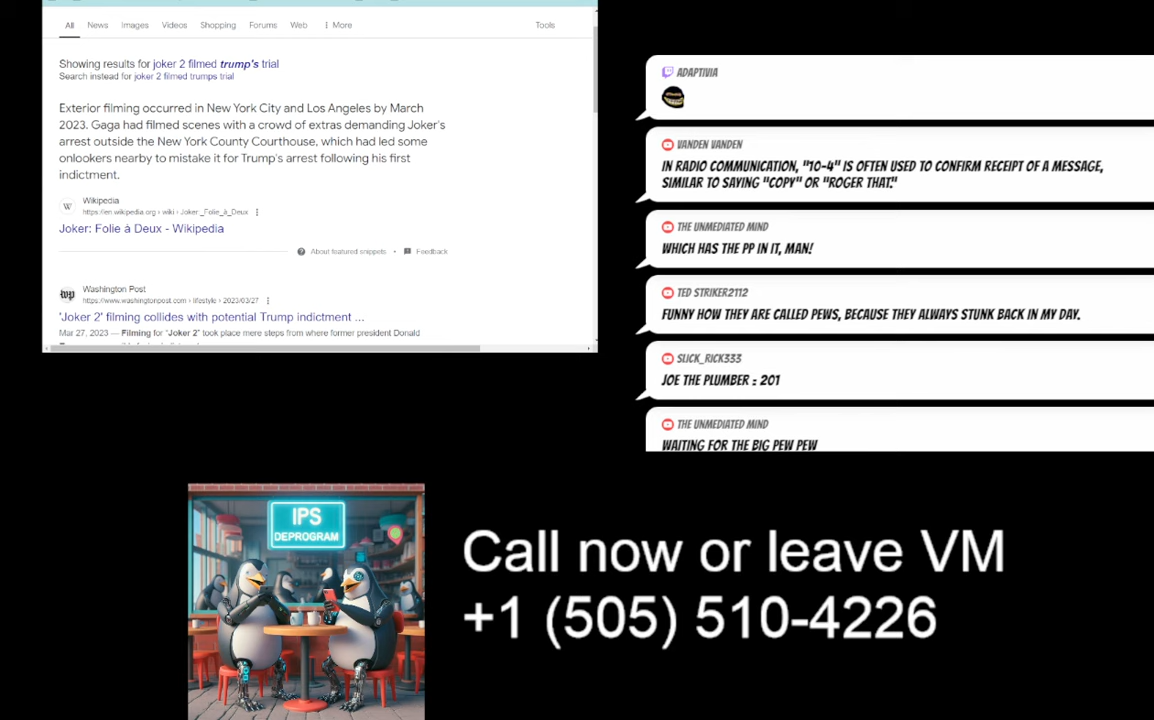 All News Images Videos Shopping Forums Web More Tools
Showing results for joker 2 filmed trump's trial
Search instead for joker 2 filmed trumps trial
Exterior filming occurred in New York City and Los Angeles by March
2023. Gaga had filmed scenes with a crowd of extras demanding Joker's
arrest outside the New York County Courthouse, which had led some
onlookers nearby to mistake it for Trump's arrest following his first
indictment.
W
Wikipedia
https://en.wikipedia.org › wiki › Joker:_Folie_à_Deux
Joker: Folie à Deux - Wikipedia
About featured snippets • Feedback
wp
Washington Post
https://www.washingtonpost.com › lifestyle › 2023/03/27
'Joker 2' filming collides with potential Trump indictment ...
Mar 27, 2023 — Filming for "Joker 2" took place mere steps from where former president Donald
ADAPTIVIA
VANDEN VANDEN
IN RADIO COMMUNICATION, "10-4" IS OFTEN USED TO CONFIRM RECEIPT OF A MESSAGE,
SIMILAR TO SAYING "COPY" OR "ROGER THAT."
THE UNMEDIATED MIND
WHICH HAS THE PP IN IT, MAN!
TED STRIKER2112
FUNNY HOW THEY ARE CALLED PEWS, BECAUSE THEY ALWAYS STUNK BACK IN MY DAY.
SLICK_RICK333
JOE THE PLUMBER = 201
THE UNMEDIATED MIND
WAITING FOR THE BIG PEW PEW
IPS
DEPROGRAM
Call now or leave VM
+1 (505) 510-4226